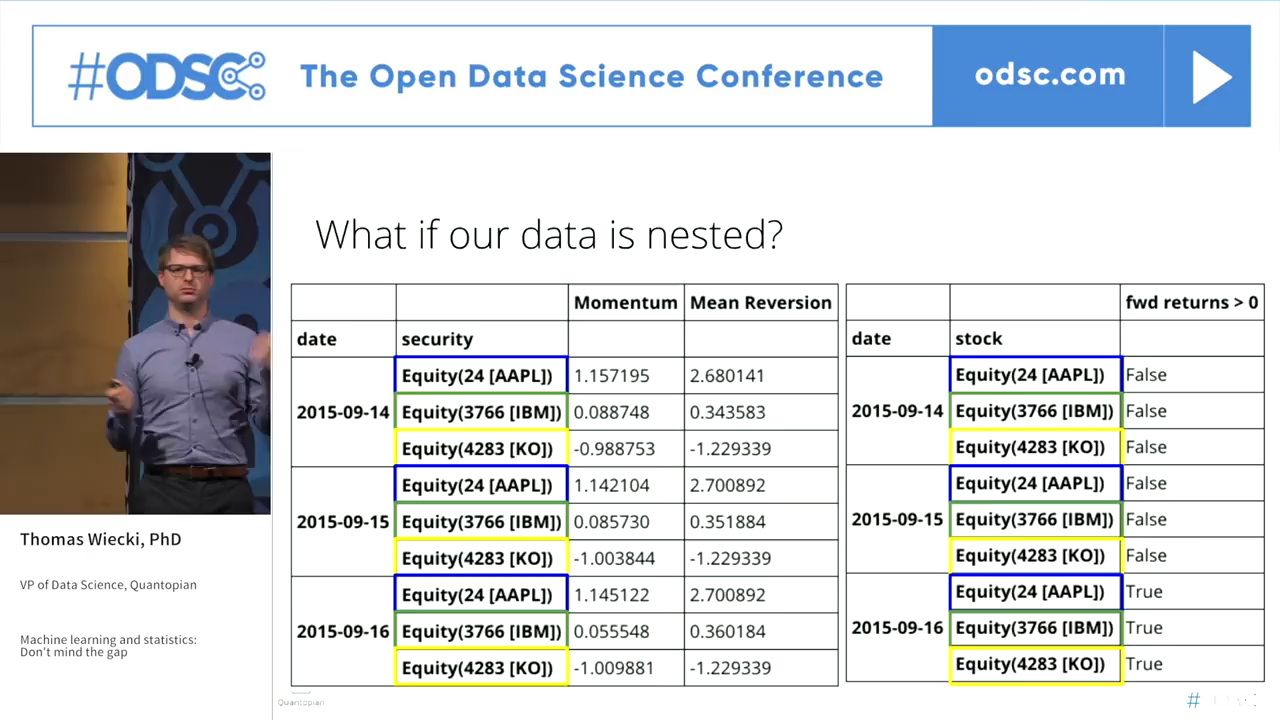 #ODSC The Open Data Science Conference odsc.com
What if our data is nested?
Momentum Mean Reversion
date security
2015-09-14
Equity(24 [AAPL]) 1.157195 2.680141
Equity(3766 [IBM]) 0.088748 0.343583
Equity(4283 [KO]) -0.988753 -1.229339
2015-09-15
Equity(24 [AAPL]) 1.142104 2.700892
Equity(3766 [IBM]) 0.085730 0.351884
Equity(4283 [KO]) -1.003844 -1.229339
2015-09-16
Equity(24 [AAPL]) 1.145122 2.700892
Equity(3766 [IBM]) 0.055548 0.360184
Equity(4283 [KO]) -1.009881 -1.229339
fwd returns > 0
date stock
2015-09-14
Equity(24 [AAPL]) False
Equity(3766 [IBM]) False
Equity(4283 [KO]) False
2015-09-15
Equity(24 [AAPL]) False
Equity(3766 [IBM]) False
Equity(4283 [KO]) False
2015-09-16
Equity(24 [AAPL]) True
Equity(3766 [IBM]) True
Equity(4283 [KO]) True
Thomas Wiecki, PhD
VP of Data Science, Quantopian
Machine learning and statistics:
Don't mind the gap
Quantopian
#